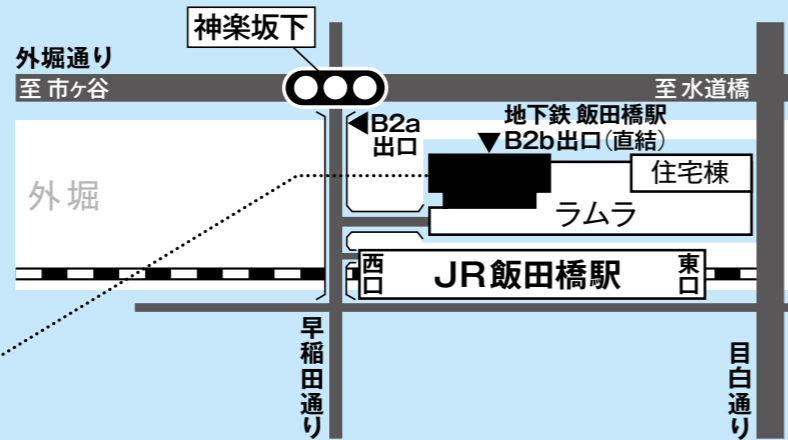 神楽坂下
外堀通り
至 市ヶ谷
至 水道橋
◀B2a
出口
地下鉄 飯田橋駅
▼B2b出口(直結)
住宅棟
外堀
ラムラ
西口
JR飯田橋駅
東口
早稲田通り
目白通り